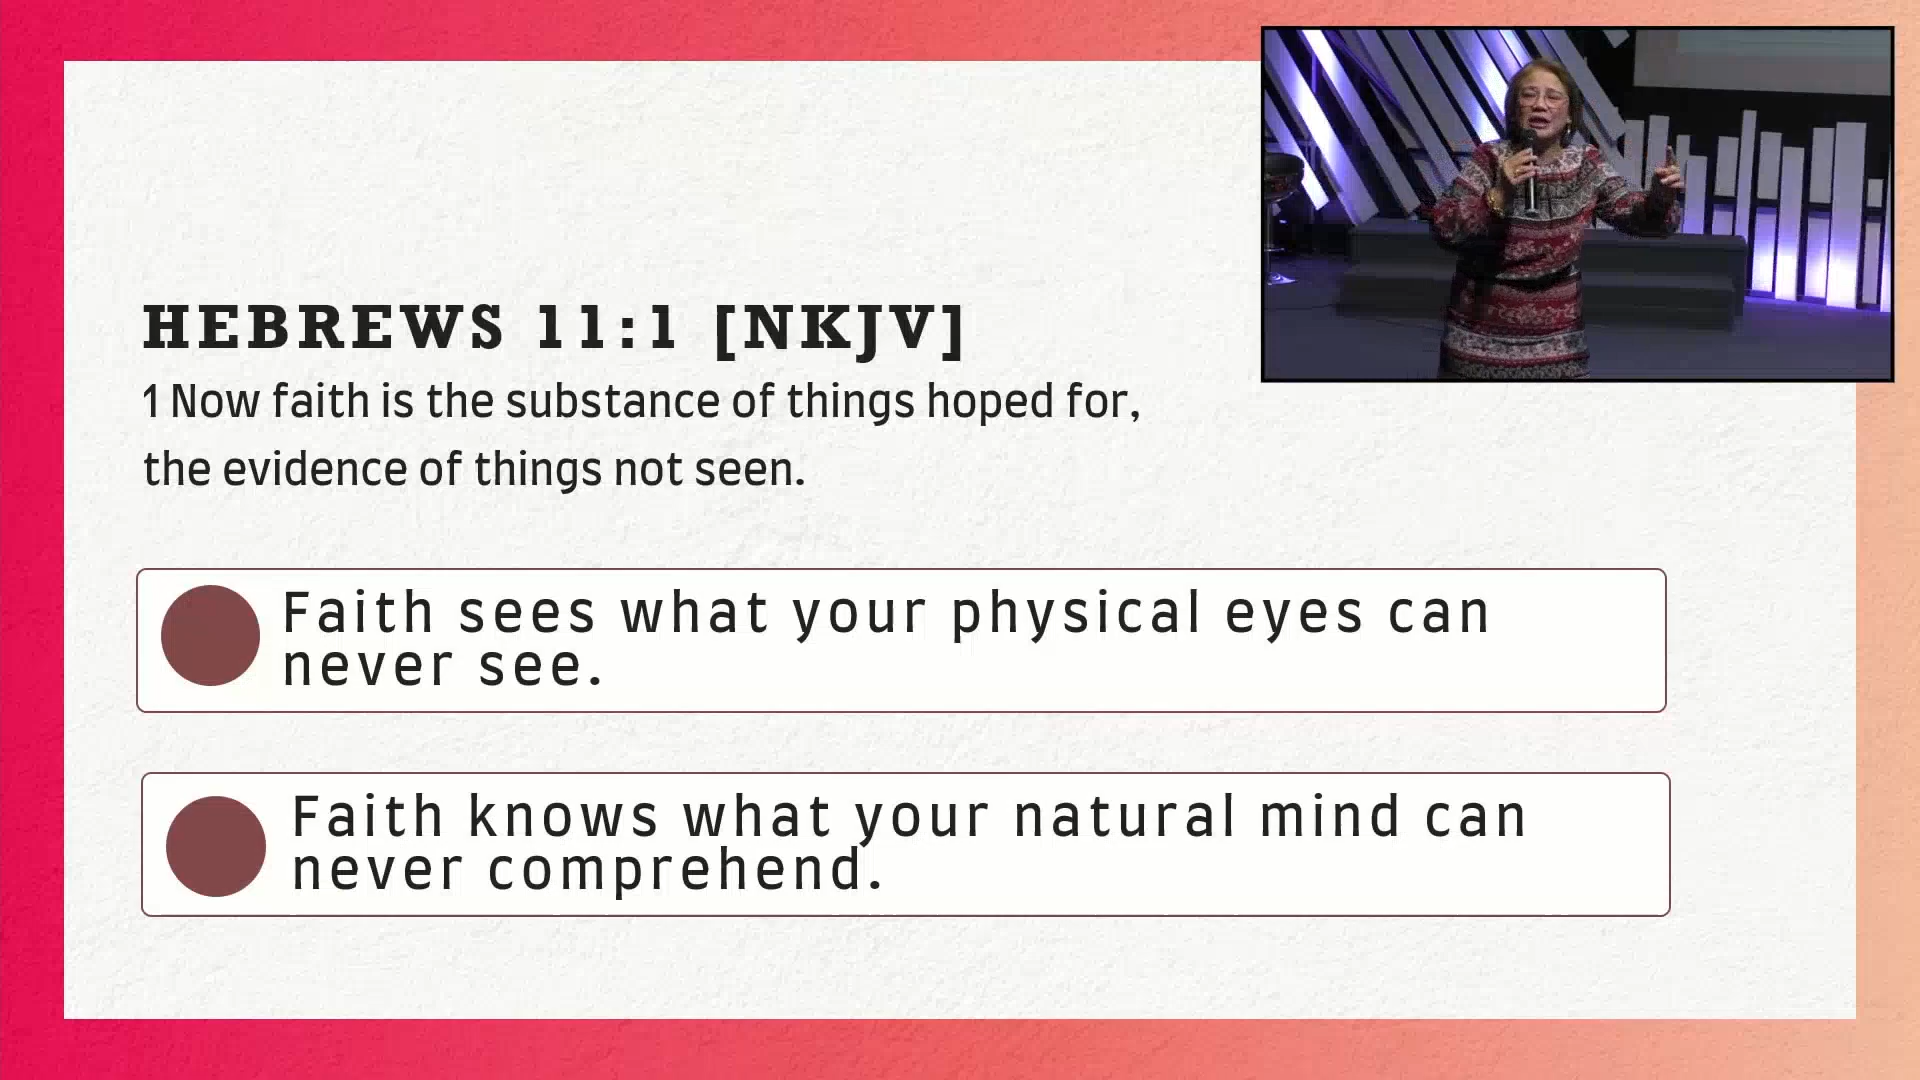 HEBREWS 11:1 [NKJV]
1 Now faith is the substance of things hoped for,
the evidence of things not seen.
Faith sees what your physical eyes can
never see.
Faith knows what your natural mind can
never comprehend.